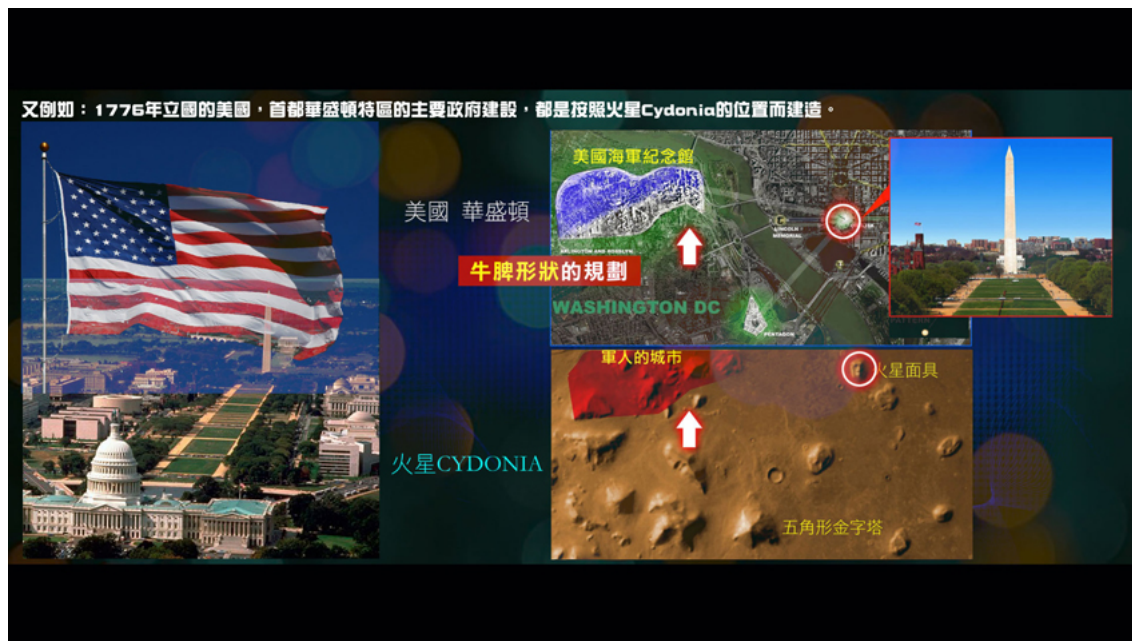 又例如：1776年立國的美國，首都華盛頓特區的主要政府建設，都是按照火星Cydonia的位置而建造。
美國海軍紀念館
美國 華盛頓
LINCOLN
MEMORIAL
牛脾形狀的規劃
WASHINGTON DC
PENTAGON
軍人的城市
火星面具
火星CYDONIA
五角形金字塔